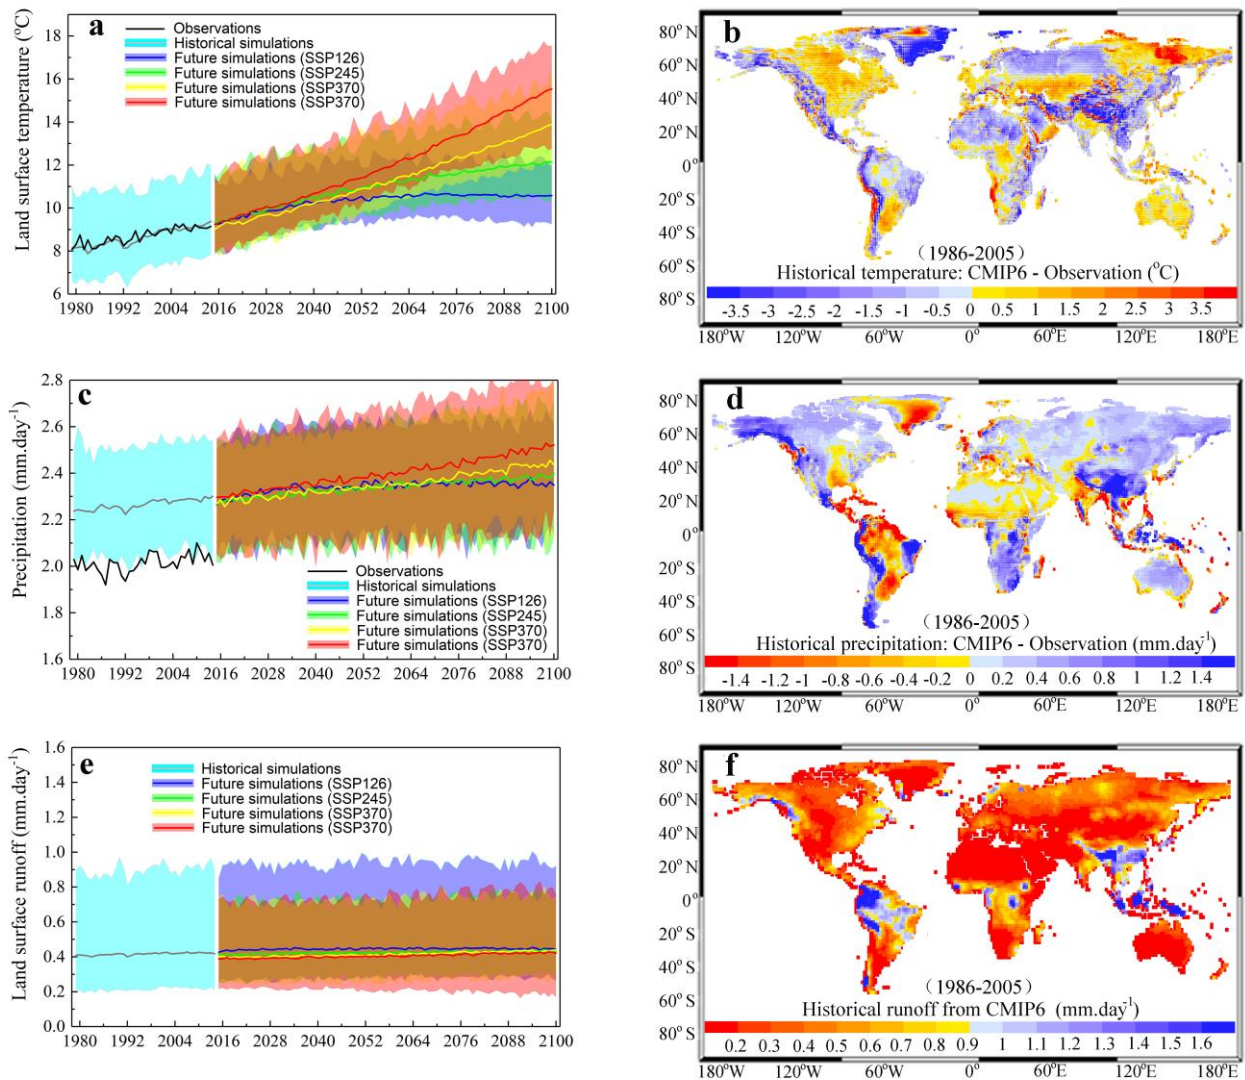 a
Observations
Historical simulations
Future simulations (SSP126)
Future simulations (SSP245)
Future simulations (SSP370)
Future simulations (SSP370)
Land surface temperature (°C)
18
16
14
12
10
8
6
1980 1992 2004 2016 2028 2040 2052 2064 2076 2088 2100
b
80° N
60° N
40° N
20° N
0°
20° S
40° S
60° S
80° S
（1986-2005）
Historical temperature: CMIP6 - Observation (°C)
-3.5 -3 -2.5 -2 -1.5 -1 -0.5 0 0.5 1 1.5 2 2.5 3 3.5
180°W 120°W 60°W 0° 60°E 120°E 180°E
c
Precipitation (mm.day⁻¹)
2.8
2.6
2.4
2.2
2.0
1.8
1.6
Observations
Historical simulations
Future simulations (SSP126)
Future simulations (SSP245)
Future simulations (SSP370)
Future simulations (SSP370)
1980 1992 2004 2016 2028 2040 2052 2064 2076 2088 2100
d
80° N
60° N
40° N
20° N
0°
20° S
40° S
60° S
80° S
（1986-2005）
Historical precipitation: CMIP6 - Observation (mm.day⁻¹)
-1.4 -1.2 -1 -0.8 -0.6 -0.4 -0.2 0 0.2 0.4 0.6 0.8 1 1.2 1.4
180°W 120°W 60°W 0° 60°E 120°E 180°E
e
Historical simulations
Future simulations (SSP126)
Future simulations (SSP245)
Future simulations (SSP370)
Future simulations (SSP370)
Land surface runoff (mm.day⁻¹)
1.6
1.4
1.2
1.0
0.8
0.6
0.4
0.2
0.0
1980 1992 2004 2016 2028 2040 2052 2064 2076 2088 2100
f
80° N
60° N
40° N
20° N
0°
20° S
40° S
60° S
80° S
（1986-2005）
Historical runoff from CMIP6 (mm.day⁻¹)
0.2 0.3 0.4 0.5 0.6 0.7 0.8 0.9 1 1.1 1.2 1.3 1.4 1.5 1.6
180°W 120°W 60°W 0° 60°E 120°E 180°E